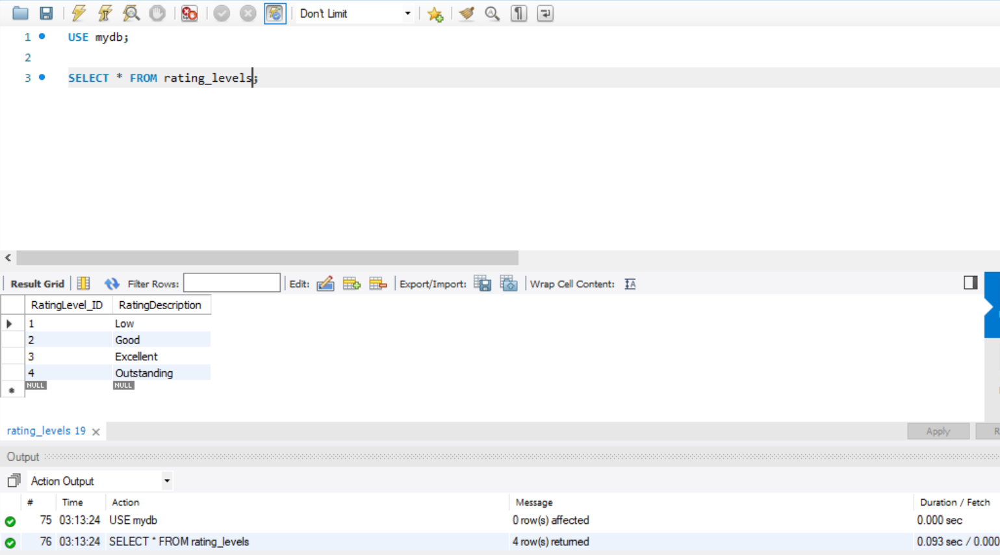 Don't Limit
1 USE mydb;
2
3 SELECT * FROM rating_levels;
Result Grid Filter Rows: Edit: Export/Import: Wrap Cell Content:
RatingLevel_ID RatingDescription
1 Low
2 Good
3 Excellent
4 Outstanding
NULL NULL
rating_levels 19
Apply R
Output
Action Output
# Time Action Message Duration / Fetch
75 03:13:24 USE mydb 0 row(s) affected 0.000 sec
76 03:13:24 SELECT * FROM rating_levels 4 row(s) returned 0.093 sec / 0.000